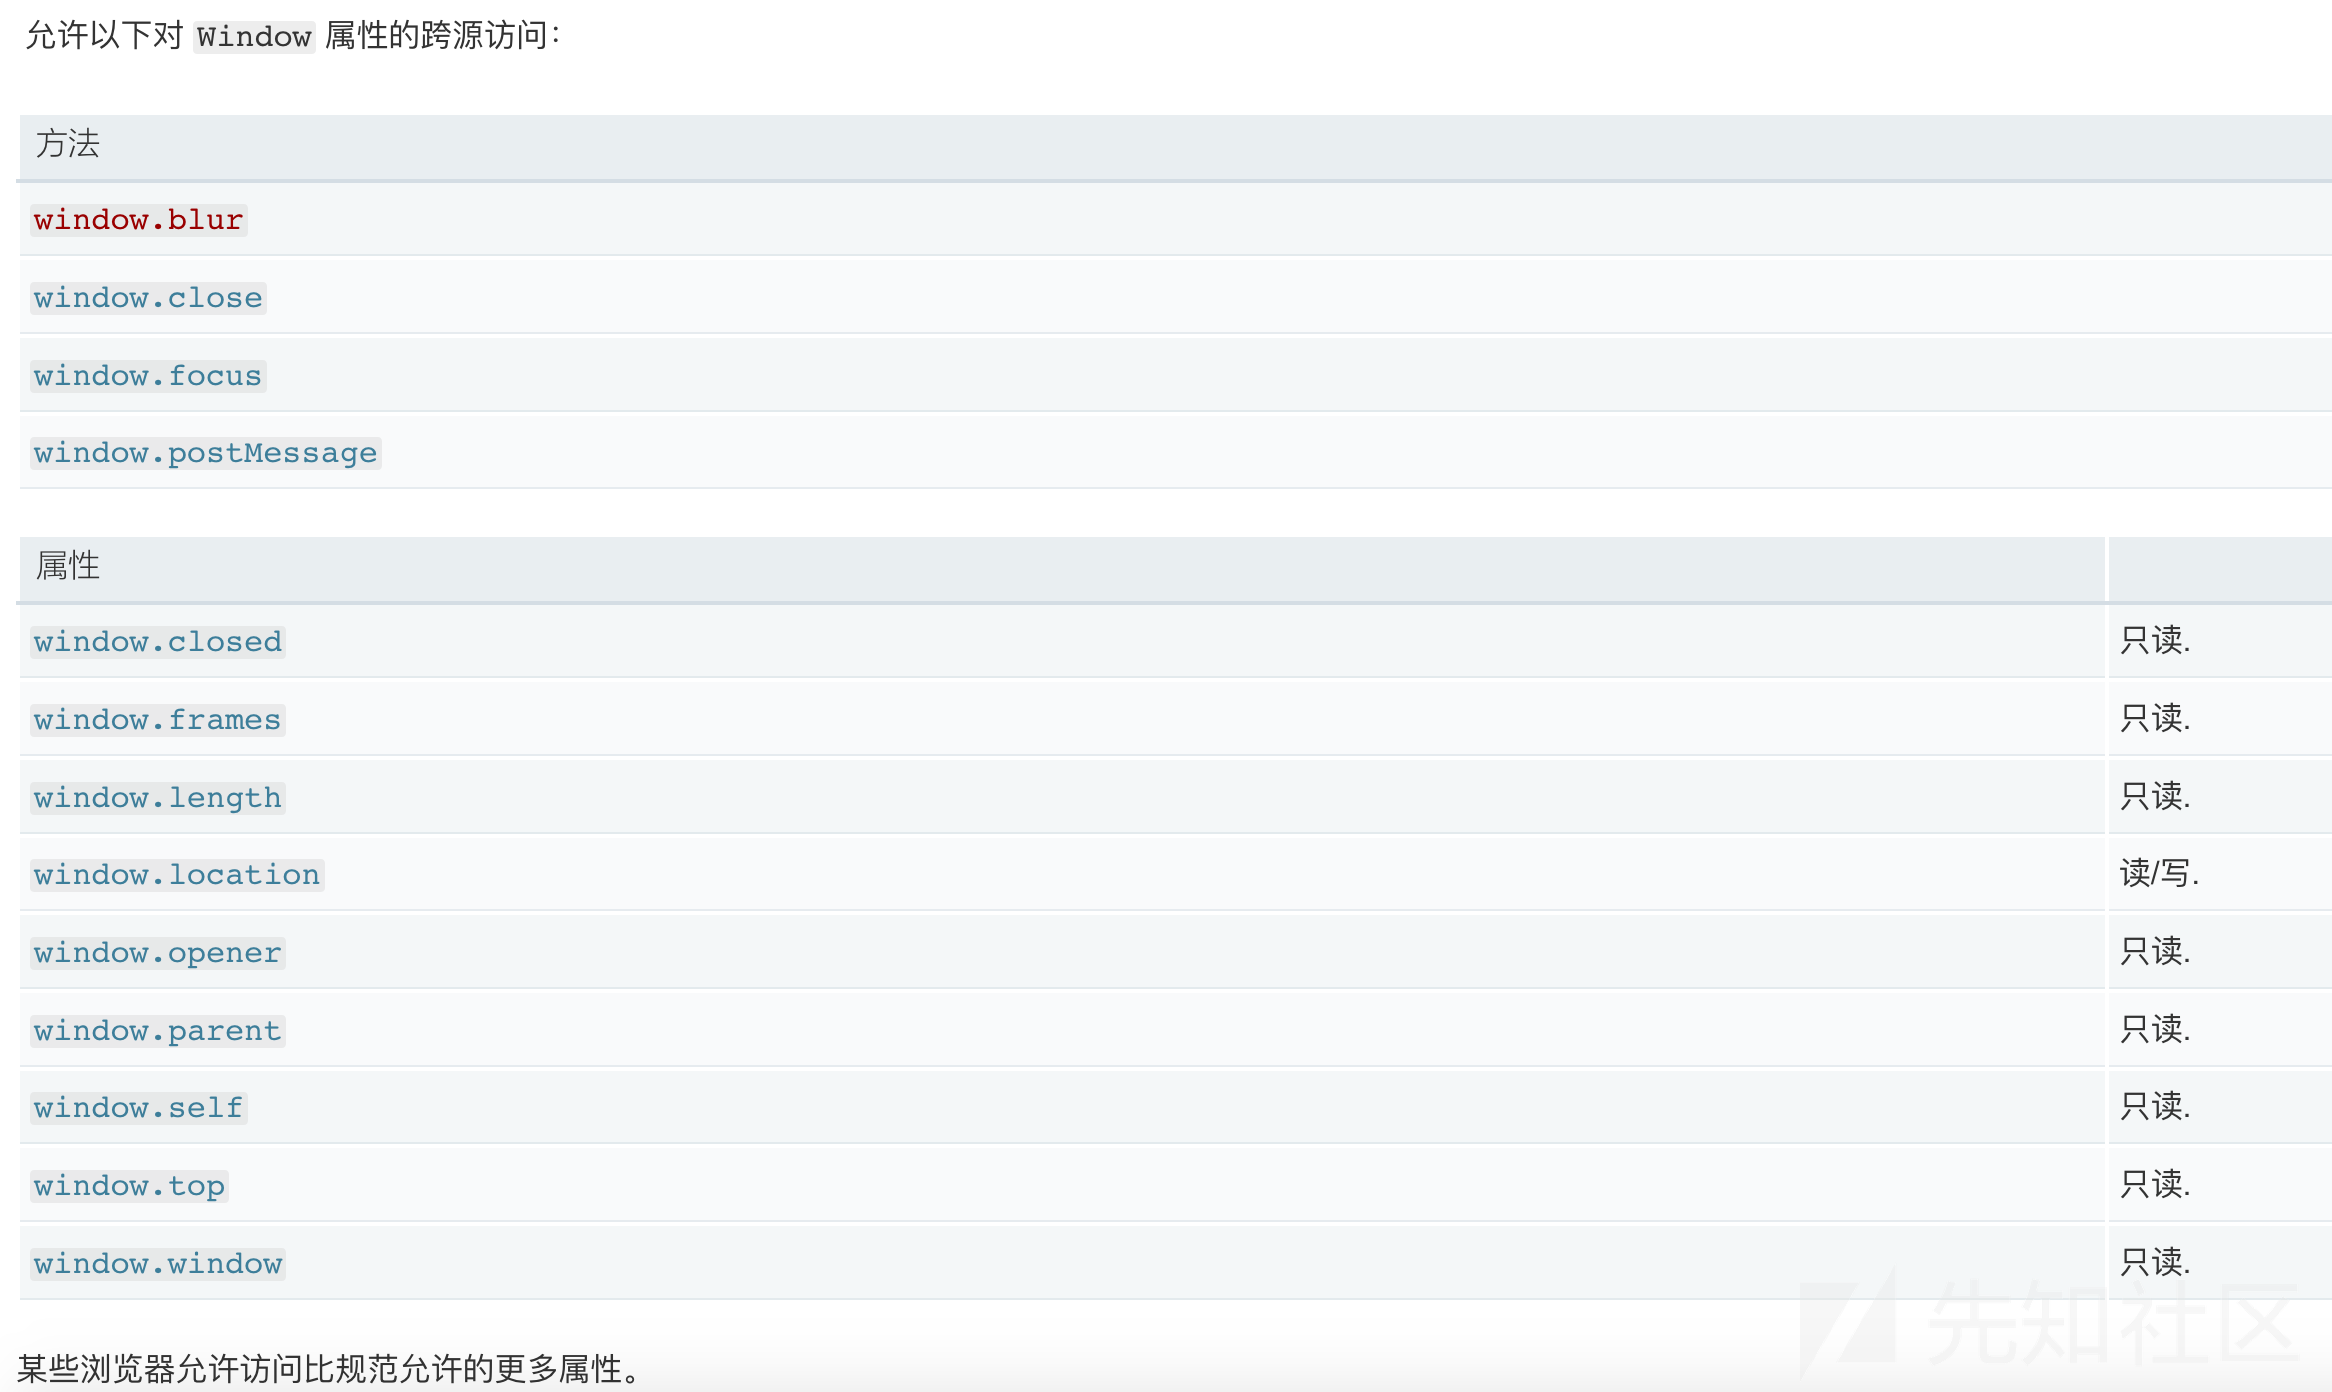 允许以下对 Window 属性的跨源访问：
方法
window.blur
window.close
window.focus
window.postMessage
属性
window.closed 只读.
window.frames 只读.
window.length 只读.
window.location 读/写.
window.opener 只读.
window.parent 只读.
window.self 只读.
window.top 只读.
window.window 只读.
先知社区
某些浏览器允许访问比规范允许的更多属性。